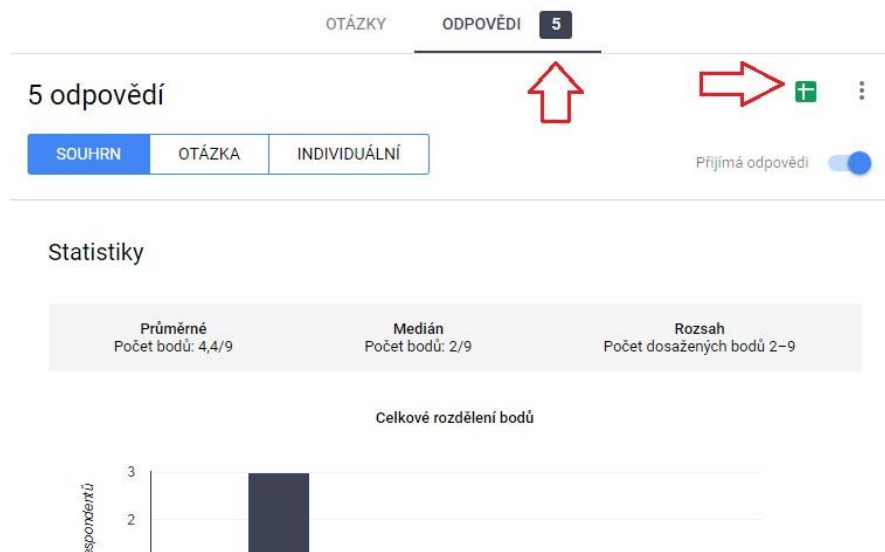 OTÁZKY ODPOVĚDI 5
5 odpovědí
SOUHRN OTÁZKA INDIVIDUÁLNÍ
Přijímá odpovědi
Statistiky
Průměrné Medián Rozsah
Počet bodů: 4,4/9 Počet bodů: 2/9 Počet dosažených bodů 2–9
Celkové rozdělení bodů
3
2